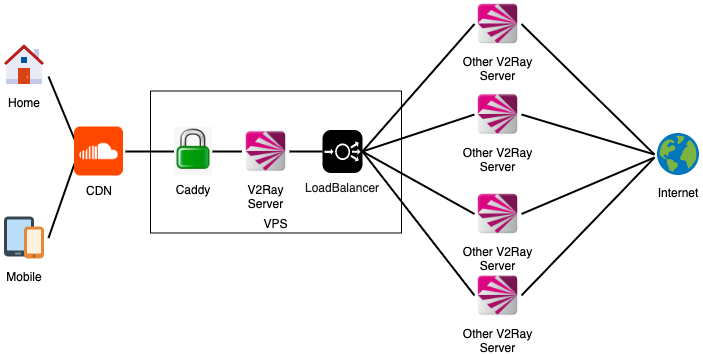 Home
Mobile
CDN
Caddy
V2Ray
Server
LoadBalancer
VPS
Other V2Ray
Server
Other V2Ray
Server
Other V2Ray
Server
Other V2Ray
Server
Internet